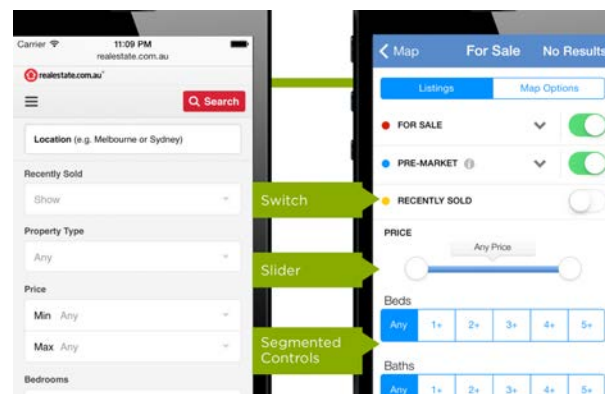 Carrier
11:09 PM
realestate.com.au
realestate.com.au
Search
Location (e.g. Melbourne or Sydney)
Recently Sold
Show
Property Type
Any
Price
Min Any
Max Any
Bedrooms
Switch
Slider
Segmented
Controls
Map
For Sale
No Results
Listings
Map Options
FOR SALE
PRE-MARKET
RECENTLY SOLD
PRICE
Any Price
Beds
Any 1+ 2+ 3+ 4+ 5+
Baths
Any 1+ 2+ 3+ 4+ 5+